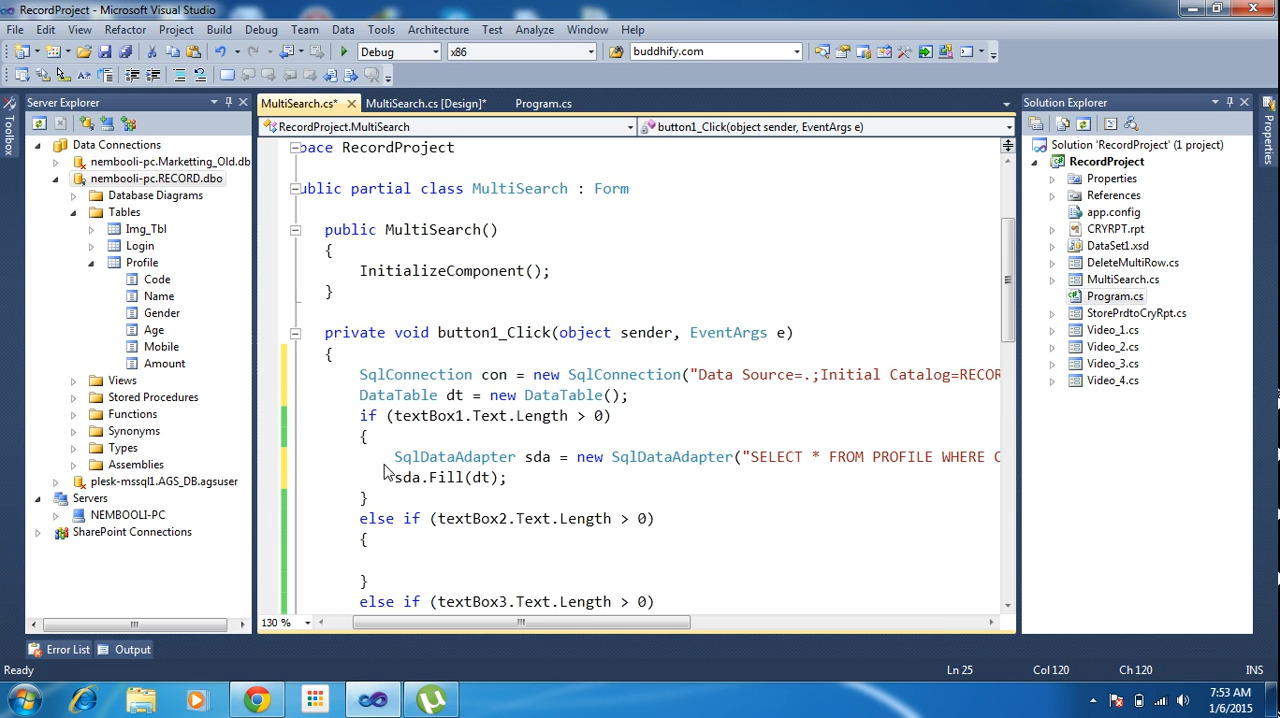 RecordProject - Microsoft Visual Studio
File Edit View Refactor Project Build Debug Team Data Tools Architecture Test Analyze Window Help
Debug x86 buddhify.com
Server Explorer
Data Connections
nembooli-pc.Marketting_Old.db
nembooli-pc.RECORD.dbo
Database Diagrams
Tables
Img_Tbl
Login
Profile
Code
Name
Gender
Age
Mobile
Amount
Views
Stored Procedures
Functions
Synonyms
Types
Assemblies
plesk-mssql1.AGS_DB.agsuser
Servers
NEMBOOLI-PC
SharePoint Connections
Toolbox
MultiSearch.cs* MultiSearch.cs [Design]* Program.cs
RecordProject.MultiSearch button1_Click(object sender, EventArgs e)
pace RecordProject
ublic partial class MultiSearch : Form
public MultiSearch()
{
InitializeComponent();
}
private void button1_Click(object sender, EventArgs e)
{
SqlConnection con = new SqlConnection("Data Source=.;Initial Catalog=RECOR
DataTable dt = new DataTable();
if (textBox1.Text.Length > 0)
{
SqlDataAdapter sda = new SqlDataAdapter("SELECT * FROM PROFILE WHERE C
sda.Fill(dt);
}
else if (textBox2.Text.Length > 0)
{
}
else if (textBox3.Text.Length > 0)
130 %
Solution Explorer
Solution 'RecordProject' (1 project)
RecordProject
Properties
References
app.config
CRYRPT.rpt
DataSet1.xsd
DeleteMultiRow.cs
MultiSearch.cs
Program.cs
StorePrdtoCryRpt.cs
Video_1.cs
Video_2.cs
Video_3.cs
Video_4.cs
Properties
Error List Output
Ready Ln 25 Col 120 Ch 120 INS
7:53 AM
1/6/2015